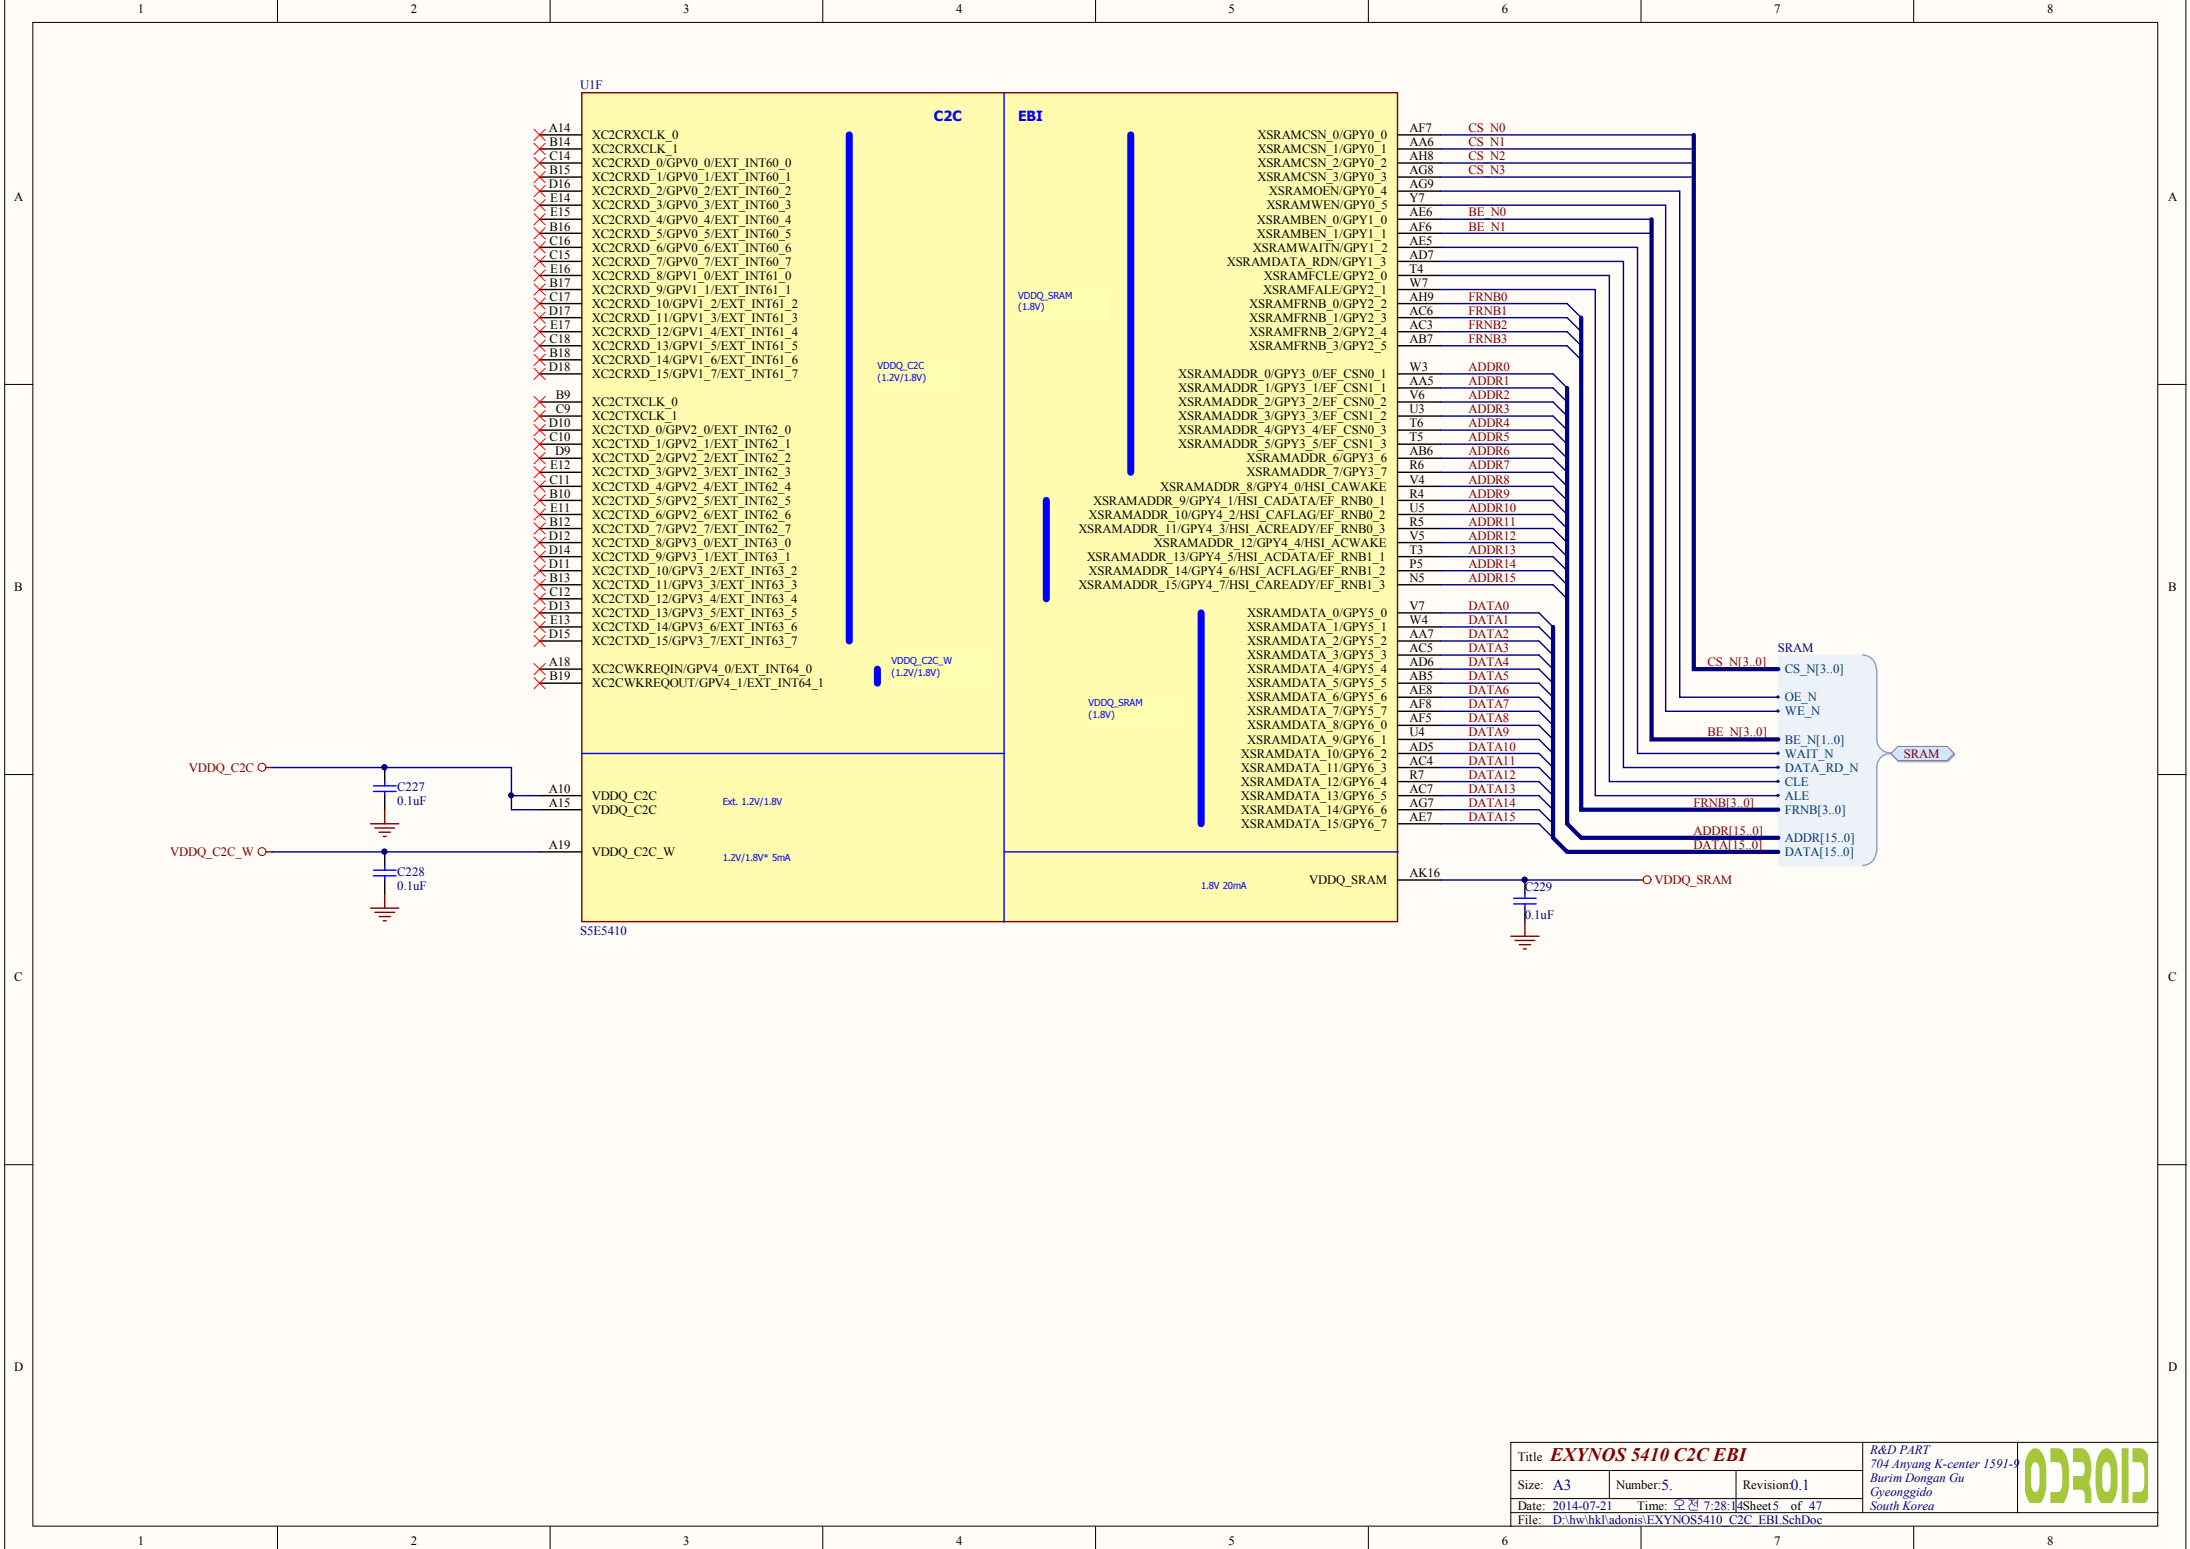 1 2 3 4 5 6 7 8
A A
B B
C C
D D
U1F
C2C EBI
A14 XC2CRXCLK_0
B14 XC2CRXCLK_1
C14 XC2CRXD_0/GPV0_0/EXT_INT60_0
B15 XC2CRXD_1/GPV0_1/EXT_INT60_1
D16 XC2CRXD_2/GPV0_2/EXT_INT60_2
E14 XC2CRXD_3/GPV0_3/EXT_INT60_3
E15 XC2CRXD_4/GPV0_4/EXT_INT60_4
B16 XC2CRXD_5/GPV0_5/EXT_INT60_5
C16 XC2CRXD_6/GPV0_6/EXT_INT60_6
C15 XC2CRXD_7/GPV0_7/EXT_INT60_7
E16 XC2CRXD_8/GPV1_0/EXT_INT61_0
B17 XC2CRXD_9/GPV1_1/EXT_INT61_1
C17 XC2CRXD_10/GPV1_2/EXT_INT61_2
D17 XC2CRXD_11/GPV1_3/EXT_INT61_3
E17 XC2CRXD_12/GPV1_4/EXT_INT61_4
C18 XC2CRXD_13/GPV1_5/EXT_INT61_5
B18 XC2CRXD_14/GPV1_6/EXT_INT61_6
D18 XC2CRXD_15/GPV1_7/EXT_INT61_7
B9 XC2CTXCLK_0
C9 XC2CTXCLK_1
D10 XC2CTXD_0/GPV2_0/EXT_INT62_0
C10 XC2CTXD_1/GPV2_1/EXT_INT62_1
D9 XC2CTXD_2/GPV2_2/EXT_INT62_2
E12 XC2CTXD_3/GPV2_3/EXT_INT62_3
C11 XC2CTXD_4/GPV2_4/EXT_INT62_4
B10 XC2CTXD_5/GPV2_5/EXT_INT62_5
E11 XC2CTXD_6/GPV2_6/EXT_INT62_6
B12 XC2CTXD_7/GPV2_7/EXT_INT62_7
D12 XC2CTXD_8/GPV3_0/EXT_INT63_0
D14 XC2CTXD_9/GPV3_1/EXT_INT63_1
D11 XC2CTXD_10/GPV3_2/EXT_INT63_2
B13 XC2CTXD_11/GPV3_3/EXT_INT63_3
C12 XC2CTXD_12/GPV3_4/EXT_INT63_4
D13 XC2CTXD_13/GPV3_5/EXT_INT63_5
E13 XC2CTXD_14/GPV3_6/EXT_INT63_6
D15 XC2CTXD_15/GPV3_7/EXT_INT63_7
A18 XC2CWKREQIN/GPV4_0/EXT_INT64_0
B19 XC2CWKREQOUT/GPV4_1/EXT_INT64_1
VDDQ_C2C
(1.2V/1.8V)
VDDQ_C2C_W
(1.2V/1.8V)
VDDQ_C2C
C227
0.1uF
A10 VDDQ_C2C
A15 VDDQ_C2C
Ext. 1.2V/1.8V
VDDQ_C2C_W
C228
0.1uF
A19 VDDQ_C2C_W
1.2V/1.8V* 5mA
S5E5410
VDDQ_SRAM
(1.8V)
XSRAMCSN_0/GPY0_0 AF7 CS_N0
XSRAMCSN_1/GPY0_1 AA6 CS_N1
XSRAMCSN_2/GPY0_2 AH8 CS_N2
XSRAMCSN_3/GPY0_3 AG8 CS_N3
XSRAMOEN/GPY0_4 AG9
XSRAMWEN/GPY0_5 Y7
XSRAMBEN_0/GPY1_0 AE6 BE_N0
XSRAMBEN_1/GPY1_1 AF6 BE_N1
XSRAMWAITN/GPY1_2 AE5
XSRAMDATA_RDN/GPY1_3 AD7
XSRAMFCLE/GPY2_0 T4
XSRAMFALE/GPY2_1 W7
XSRAMFRNB_0/GPY2_2 AH9 FRNB0
XSRAMFRNB_1/GPY2_3 AC6 FRNB1
XSRAMFRNB_2/GPY2_4 AC3 FRNB2
XSRAMFRNB_3/GPY2_5 AB7 FRNB3
XSRAMADDR_0/GPY3_0/EF_CSN0_1 W3 ADDR0
XSRAMADDR_1/GPY3_1/EF_CSN1_1 AA5 ADDR1
XSRAMADDR_2/GPY3_2/EF_CSN0_2 V6 ADDR2
XSRAMADDR_3/GPY3_3/EF_CSN1_2 U3 ADDR3
XSRAMADDR_4/GPY3_4/EF_CSN0_3 T6 ADDR4
XSRAMADDR_5/GPY3_5/EF_CSN1_3 T5 ADDR5
XSRAMADDR_6/GPY3_6 AB6 ADDR6
XSRAMADDR_7/GPY3_7 R6 ADDR7
XSRAMADDR_8/GPY4_0/HSI_CAWAKE V4 ADDR8
XSRAMADDR_9/GPY4_1/HSI_CADATA/EF_RNB0_1 R4 ADDR9
XSRAMADDR_10/GPY4_2/HSI_CAFLAG/EF_RNB0_2 U5 ADDR10
XSRAMADDR_11/GPY4_3/HSI_ACREADY/EF_RNB0_3 R5 ADDR11
XSRAMADDR_12/GPY4_4/HSI_ACWAKE V5 ADDR12
XSRAMADDR_13/GPY4_5/HSI_ACDATA/EF_RNB1_1 T3 ADDR13
XSRAMADDR_14/GPY4_6/HSI_ACFLAG/EF_RNB1_2 P5 ADDR14
XSRAMADDR_15/GPY4_7/HSI_CAREADY/EF_RNB1_3 N5 ADDR15
XSRAMDATA_0/GPY5_0 V7 DATA0
XSRAMDATA_1/GPY5_1 W4 DATA1
XSRAMDATA_2/GPY5_2 AA7 DATA2
XSRAMDATA_3/GPY5_3 AC5 DATA3
XSRAMDATA_4/GPY5_4 AD6 DATA4
XSRAMDATA_5/GPY5_5 AB5 DATA5
XSRAMDATA_6/GPY5_6 AE8 DATA6
XSRAMDATA_7/GPY5_7 AF8 DATA7
XSRAMDATA_8/GPY6_0 AF5 DATA8
XSRAMDATA_9/GPY6_1 U4 DATA9
XSRAMDATA_10/GPY6_2 AD5 DATA10
XSRAMDATA_11/GPY6_3 AC4 DATA11
XSRAMDATA_12/GPY6_4 R7 DATA12
XSRAMDATA_13/GPY6_5 AC7 DATA13
XSRAMDATA_14/GPY6_6 AG7 DATA14
XSRAMDATA_15/GPY6_7 AE7 DATA15
VDDQ_SRAM
(1.8V)
1.8V 20mA
VDDQ_SRAM AK16
C229
0.1uF
VDDQ_SRAM
SRAM
CS_N[3..0] CS_N[3..0]
OE_N
WE_N
BE_N[3..0] BE_N[1..0]
WAIT_N
DATA_RD_N
CLE
ALE
FRNB[3..0] FRNB[3..0]
ADDR[15..0] ADDR[15..0]
DATA[15..0] DATA[15..0]
SRAM
Title EXYNOS 5410 C2C EBI
Size: A3 Number:5. Revision:0.1
Date: 2014-07-21 Time: 오전 7:28:14 Sheet 5 of 47
File: D:\hw\hkl\adonis\EXYNOS5410_C2C_EBI.SchDoc
R&D PART
704 Anyang K-center 1591-9
Burim Dongan Gu
Gyeonggido
South Korea
ODROID
1 2 3 4 5 6 7 8